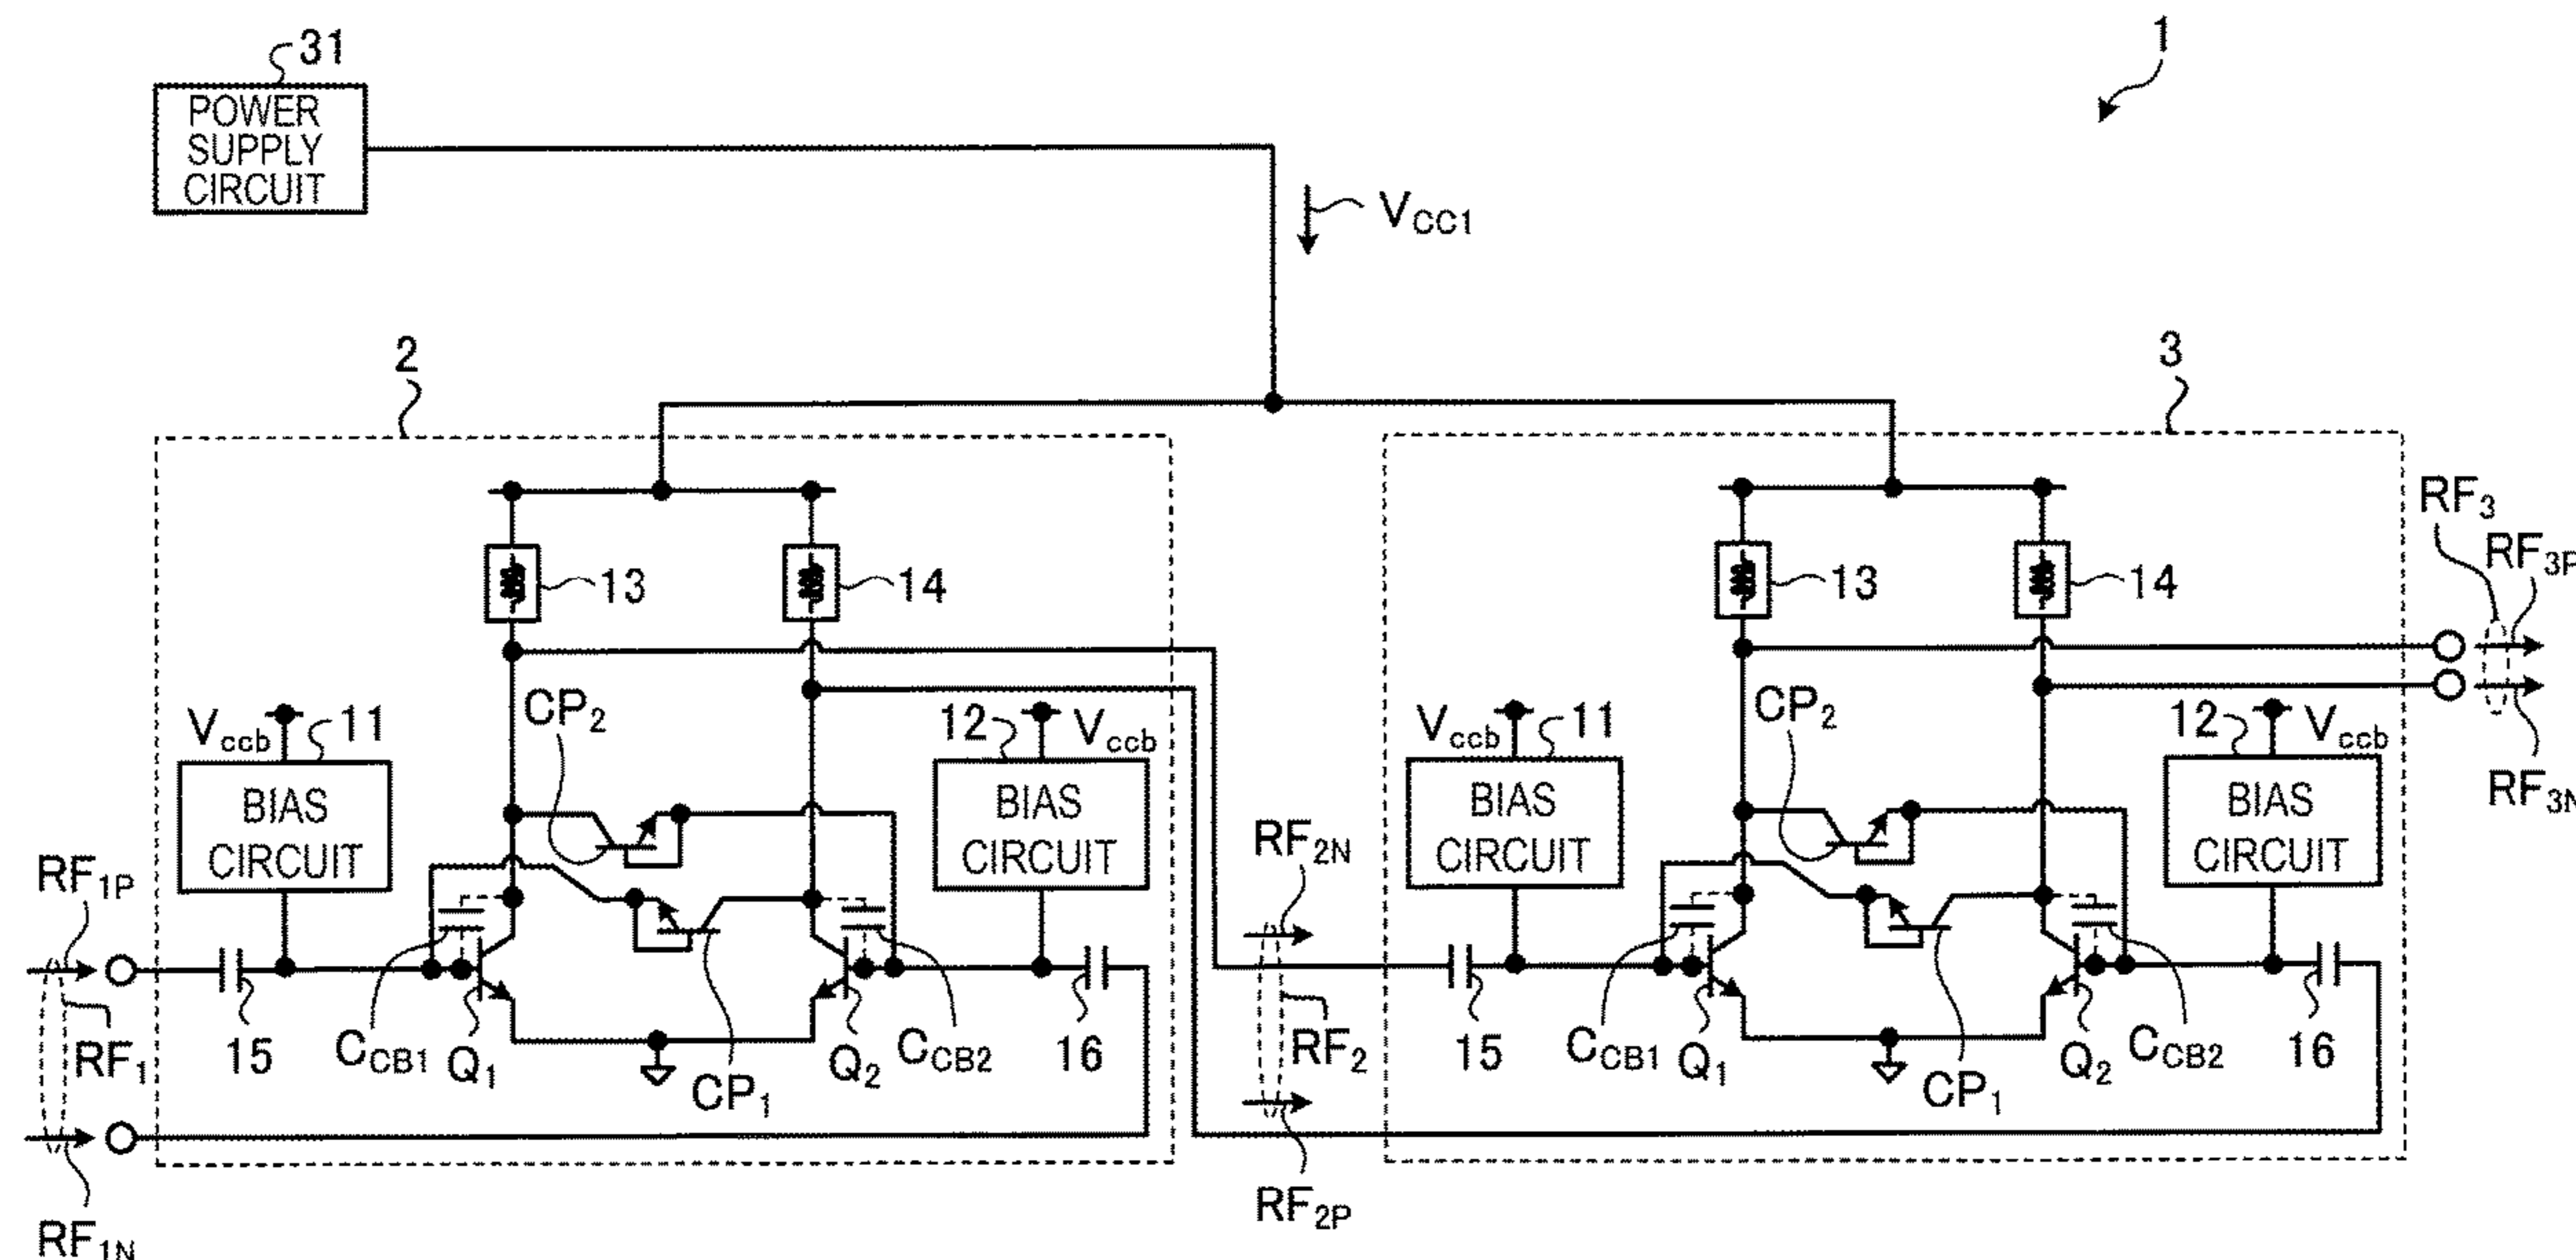 31
1
POWER
SUPPLY
CIRCUIT
VCC1
2
3
13
14
13
14
RF3
RF3P
RF3N
CP2
CP2
Vccb
11
12
Vccb
Vccb
11
12
Vccb
BIAS
CIRCUIT
BIAS
CIRCUIT
BIAS
CIRCUIT
BIAS
CIRCUIT
RF1P
RF2N
RF1
15
CCB1
Q1
CP1
Q2
CCB2
16
RF2
15
CCB1
Q1
CP1
Q2
CCB2
16
RF1N
RF2P